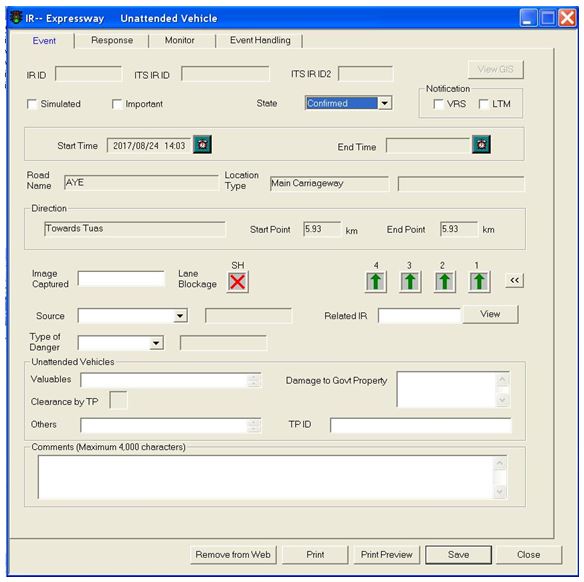 IR-- Expressway Unattended Vehicle
Event Response Monitor Event Handling
IR ID ITS IR ID ITS IR ID2 View GIS
Notification
Simulated Important State Confirmed VRS LTM
Start Time 2017/08/24 14:03 End Time
Road Name AYE Location Type Main Carriageway
Direction
Towards Tuas Start Point 5.93 km End Point 5.93 km
SH 4 3 2 1
Image Captured Lane Blockage <<
Source Related IR View
Type of Danger
Unattended Vehicles
Valuables Damage to Govt Property
Clearance by TP
Others TP ID
Comments (Maximum 4,000 characters)
Remove from Web Print Print Preview Save Close